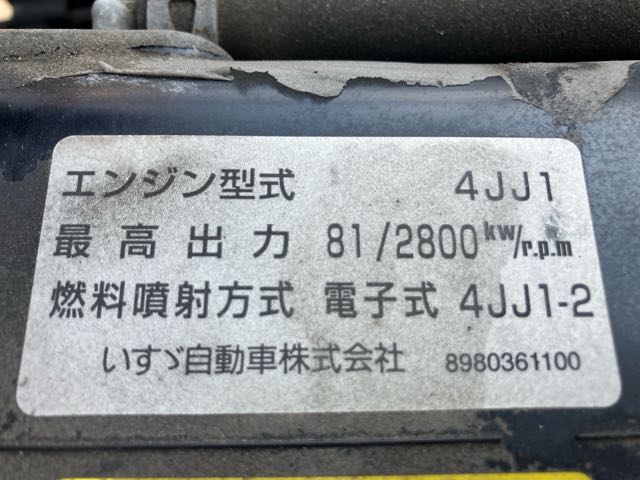 エンジン型式 4JJ1
最高出力 81/2800 kw/r.p.m
燃料噴射方式 電子式 4JJ1-2
いすゞ自動車株式会社 8980361100